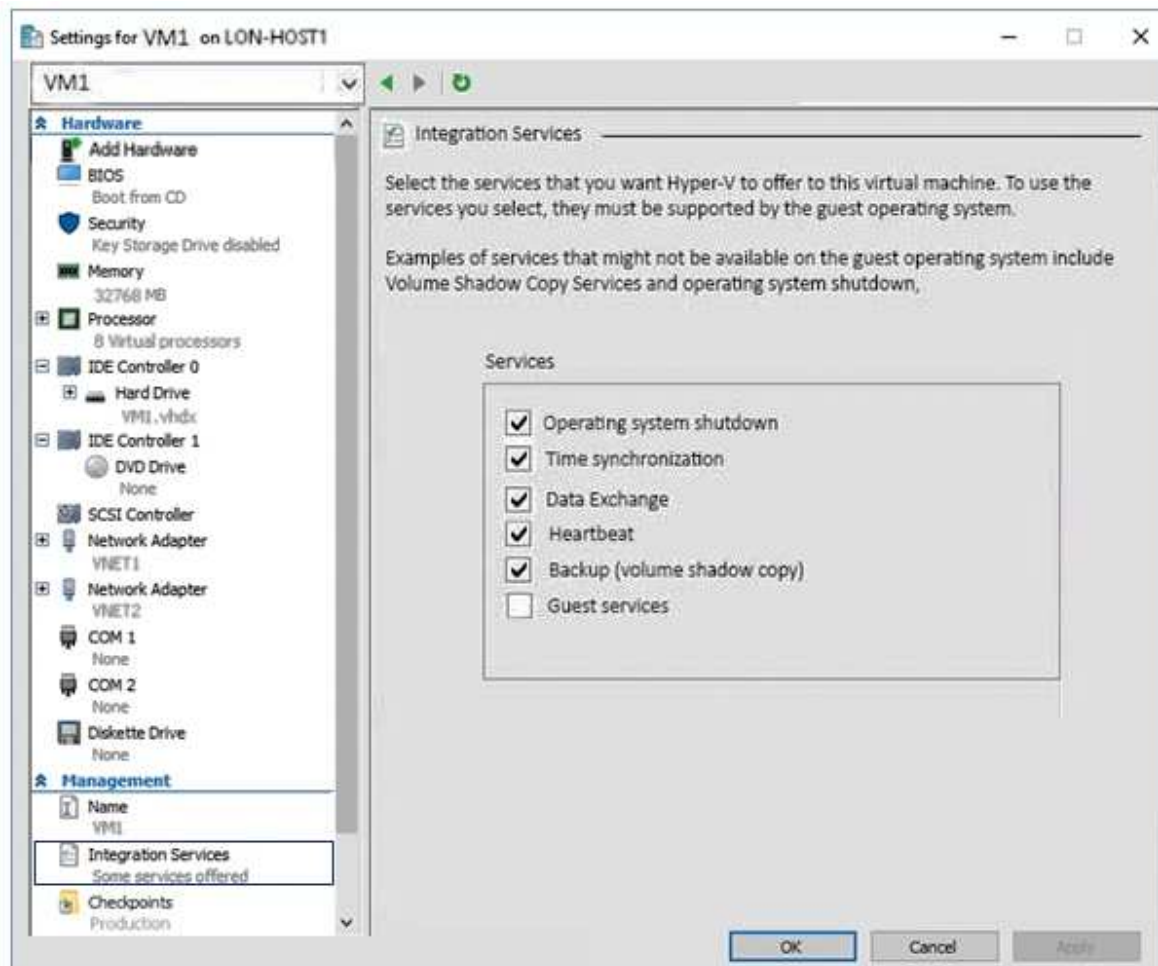 Settings for VM1 on LON-HOST1
VM1
Hardware
Add Hardware
BIOS
Boot from CD
Security
Key Storage Drive disabled
Memory
32768 MB
Processor
8 Virtual processors
IDE Controller 0
Hard Drive
VM1.vhdx
IDE Controller 1
DVD Drive
None
SCSI Controller
Network Adapter
VNET1
Network Adapter
VNET2
COM 1
None
COM 2
None
Diskette Drive
None
Management
Name
VM1
Integration Services
Some services offered
Checkpoints
Production
Integration Services
Select the services that you want Hyper-V to offer to this virtual machine. To use the
services you select, they must be supported by the guest operating system.
Examples of services that might not be available on the guest operating system include
Volume Shadow Copy Services and operating system shutdown,
Services
Operating system shutdown
Time synchronization
Data Exchange
Heartbeat
Backup (volume shadow copy)
Guest services
OK
Cancel
Apply